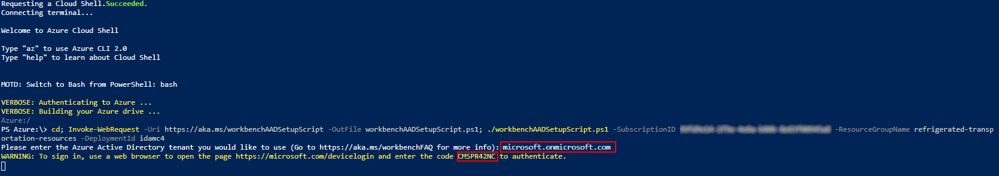 Requesting a Cloud Shell.Succeeded.
Connecting terminal...
Welcome to Azure Cloud Shell
Type "az" to use Azure CLI 2.0
Type "help" to learn about Cloud Shell
MOTD: Switch to Bash from PowerShell: bash
VERBOSE: Authenticating to Azure ...
VERBOSE: Building your Azure drive ...
Azure:/
PS Azure:\> cd; Invoke-WebRequest -Uri https://aka.ms/workbenchAADSetupScript -OutFile workbenchAADSetupScript.ps1; ./workbenchAADSetupScript.ps1 -SubscriptionID -ResourceGroupName refrigerated-transp
ortation-resources -DeploymentId idamc4
Please enter the Azure Active Directory tenant you would like to use (Go to https://aka.ms/workbenchFAQ for more info): microsoft.onmicrosoft.com
WARNING: To sign in, use a web browser to open the page https://microsoft.com/devicelogin and enter the code CMSPR42NC to authenticate.